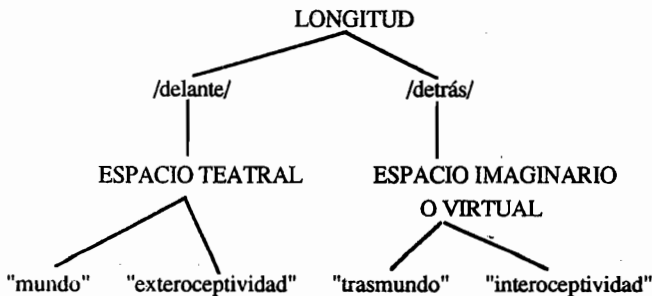 LONGITUD
/delante/ /detrás/
ESPACIO TEATRAL ESPACIO IMAGINARIO
O VIRTUAL
"mundo" "exteroceptividad" "trasmundo" "interoceptividad"